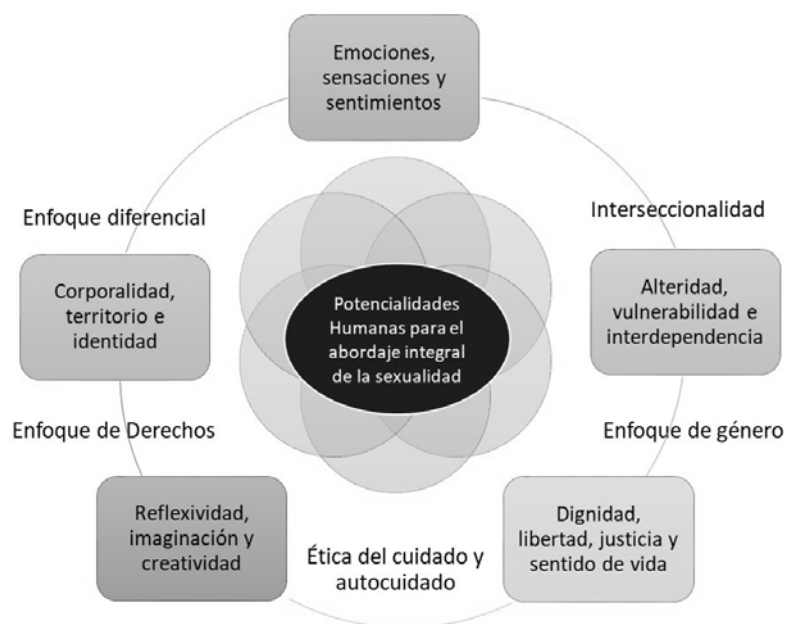 Emociones,
sensaciones y
sentimientos
Enfoque diferencial
Interseccionalidad
Corporalidad,
territorio e
identidad
Potencialidades
Humanas para el
abordaje integral
de la sexualidad
Alteridad,
vulnerabilidad e
interdependencia
Enfoque de Derechos
Enfoque de género
Reflexividad,
imaginación y
creatividad
Ética del cuidado y
autocuidado
Dignidad,
libertad, justicia y
sentido de vida